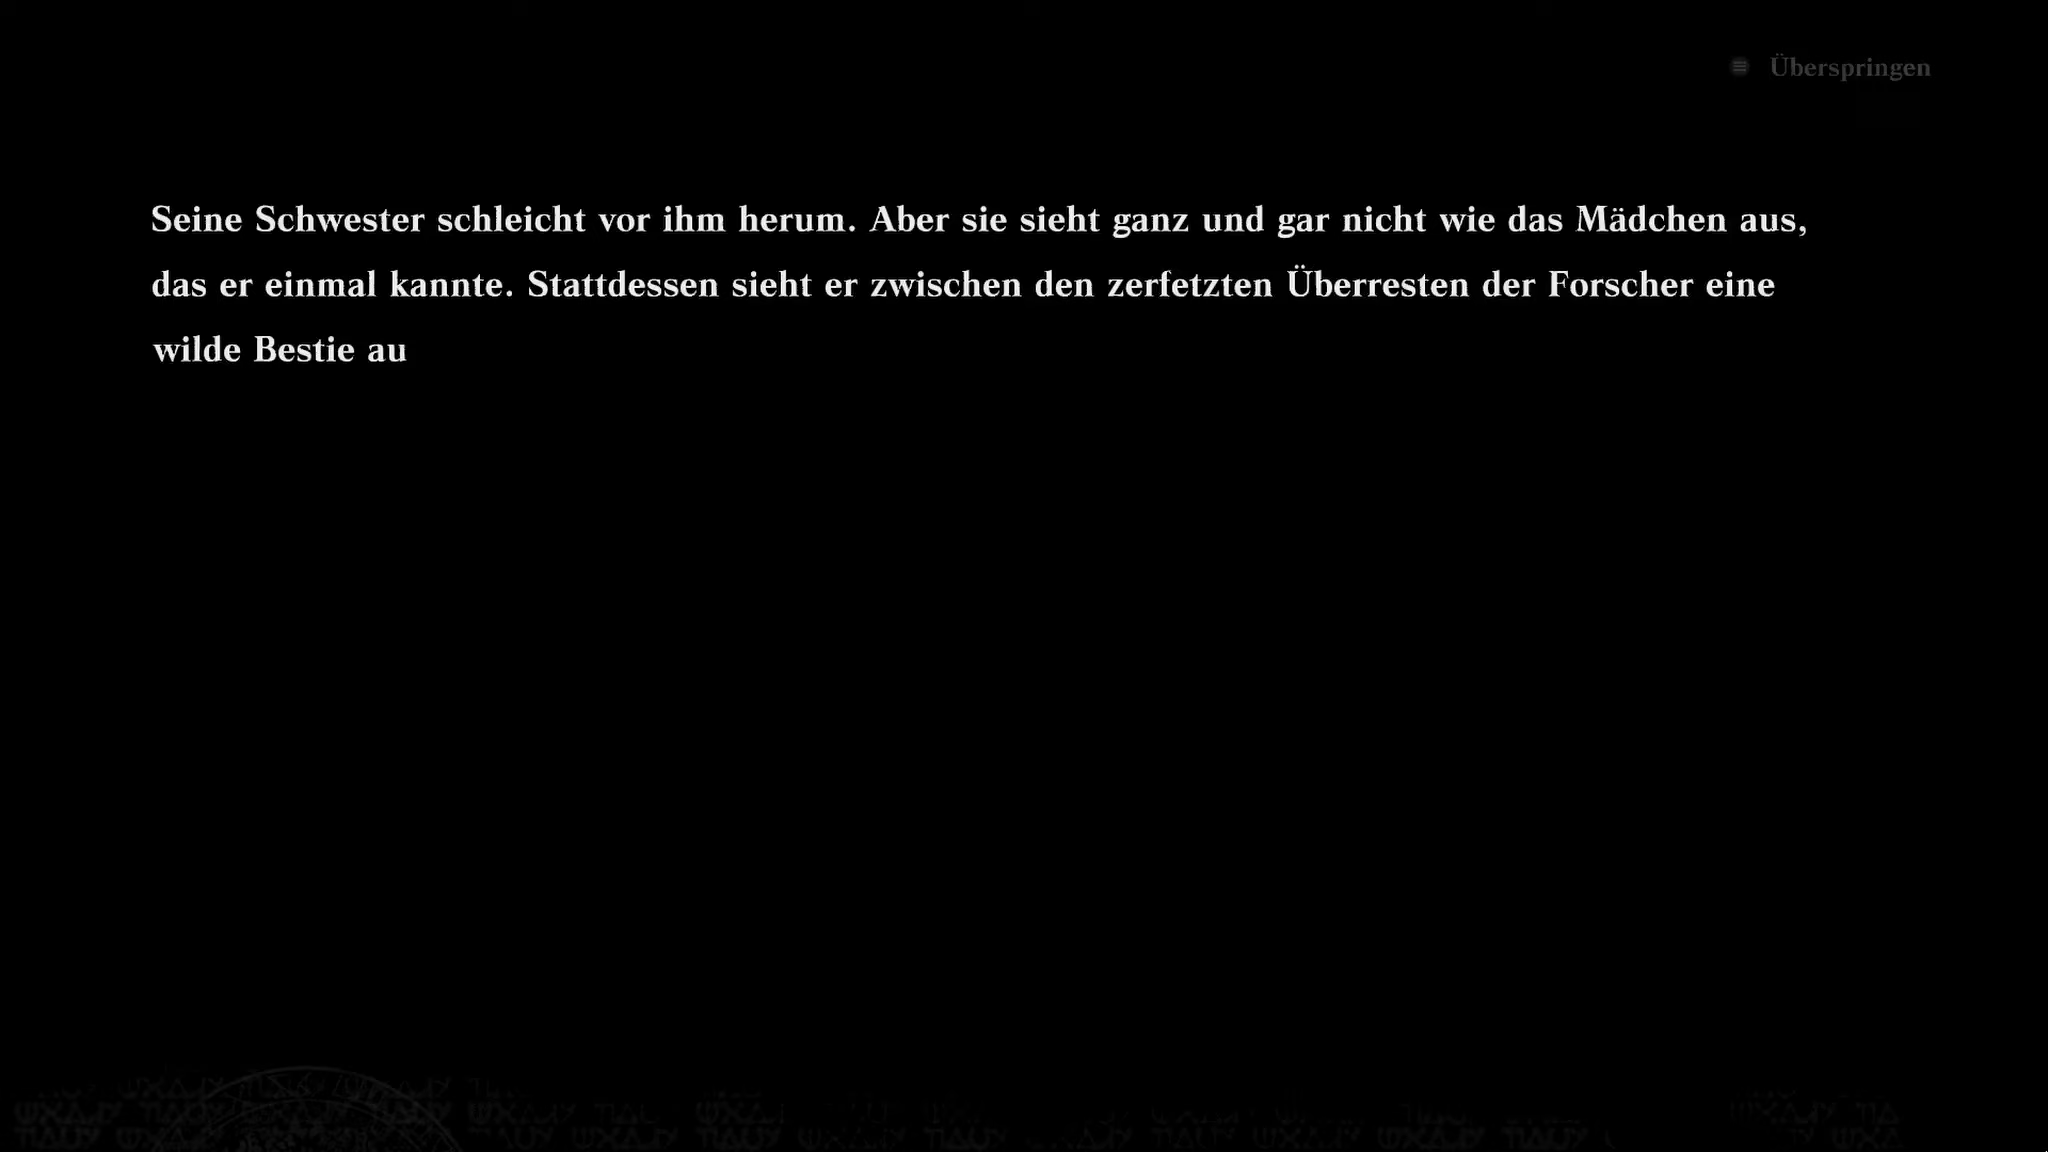 Überspringen
Seine Schwester schleicht vor ihm herum. Aber sie sieht ganz und gar nicht wie das Mädchen aus,
das er einmal kannte. Stattdessen sieht er zwischen den zerfetzten Überresten der Forscher eine
wilde Bestie au